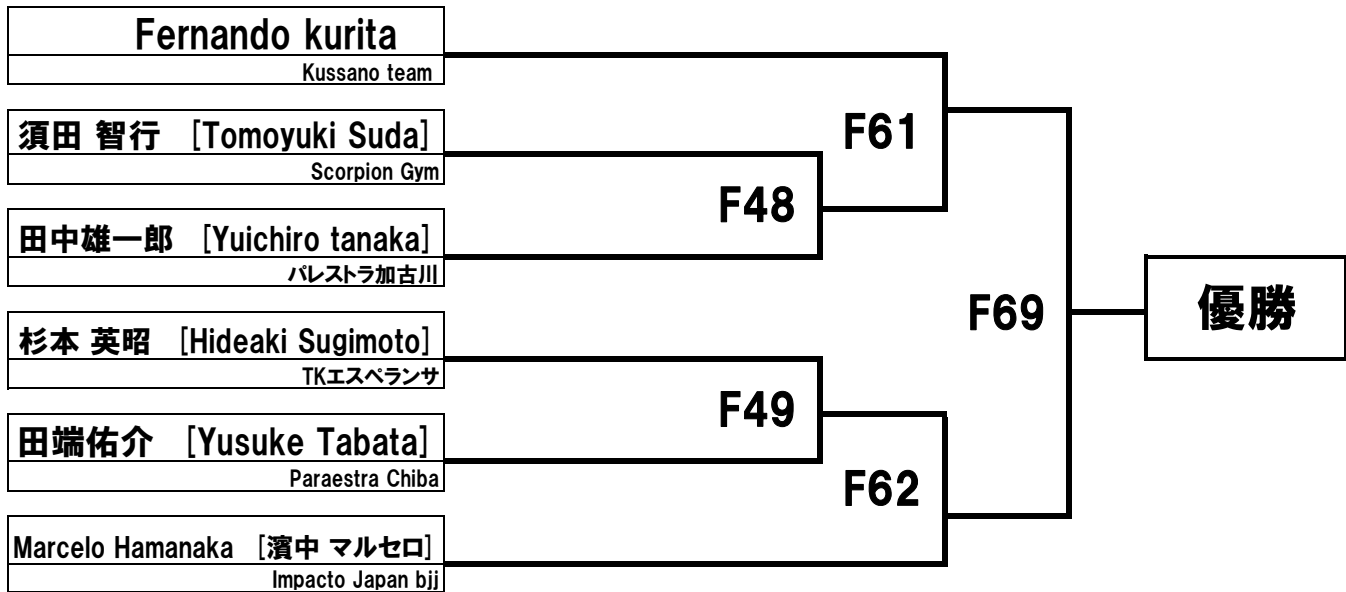 Fernando kurita
Kussano team
須田 智行 [Tomoyuki Suda]
Scorpion Gym
田中雄一郎 [Yuichiro tanaka]
パレストラ加古川
杉本 英昭 [Hideaki Sugimoto]
TKエスペランサ
田端佑介 [Yusuke Tabata]
Paraestra Chiba
Marcelo Hamanaka [濱中 マルセロ]
Impacto Japan bjj
F48
F49
F61
F62
F69
優勝